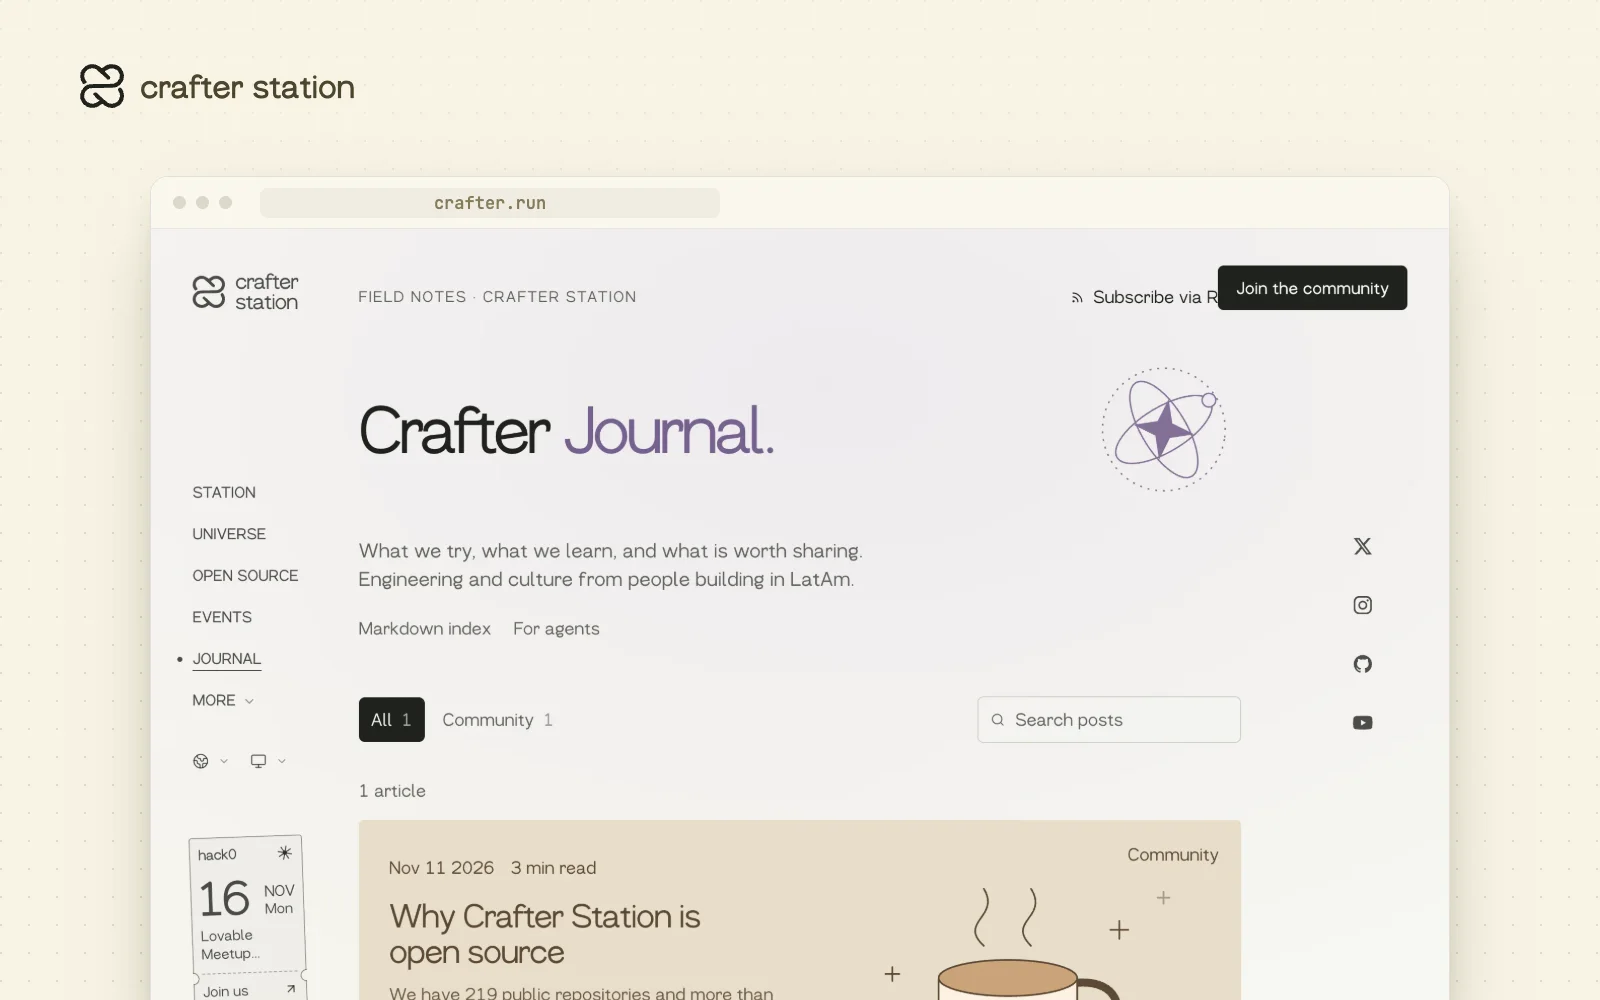 crafter station
crafter.run
crafter
station
FIELD NOTES · CRAFTER STATION
Subscribe via R
Join the community
Crafter Journal.
STATION
UNIVERSE
OPEN SOURCE
EVENTS
JOURNAL
MORE
What we try, what we learn, and what is worth sharing.
Engineering and culture from people building in LatAm.
Markdown index For agents
All 1 Community 1
Search posts
1 article
hack0
16 NOV
Mon
Lovable
Meetup...
Join us
Nov 11 2026 3 min read
Community
Why Crafter Station is
open source
We have 219 public repositories and more than